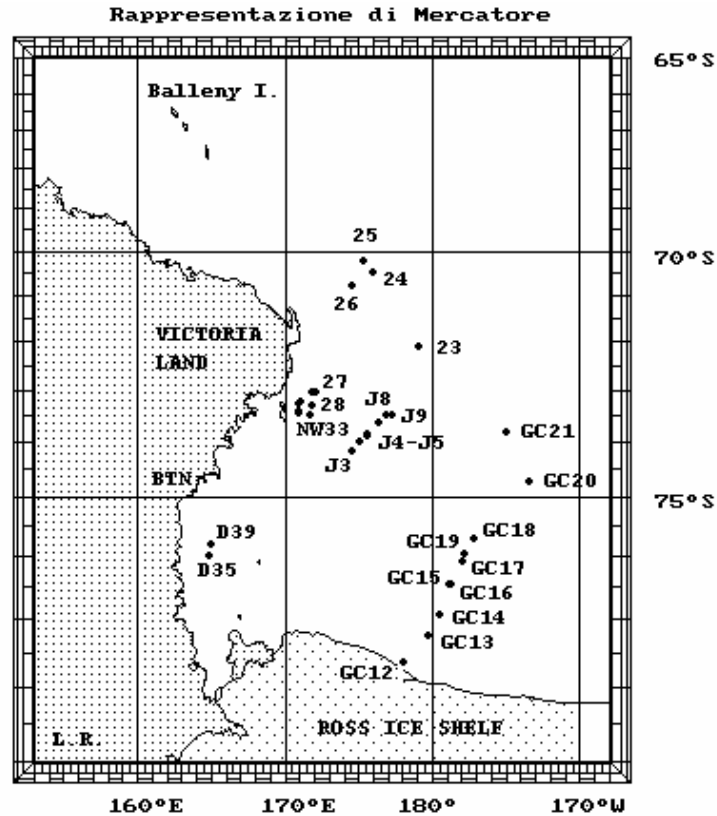 Rappresentazione di Mercatore
65°S
Balleny I.
25
70°S
24
26
VICTORIA
LAND
23
27
28
J8
J9
NW33
J4-J5
GC21
J3
BTN
75°S
GC20
D39
GC18
GC19
D35
GC17
GC15
GC16
GC14
GC13
GC12
ROSS ICE SHELF
L.R.
160°E 170°E 180° 170°W